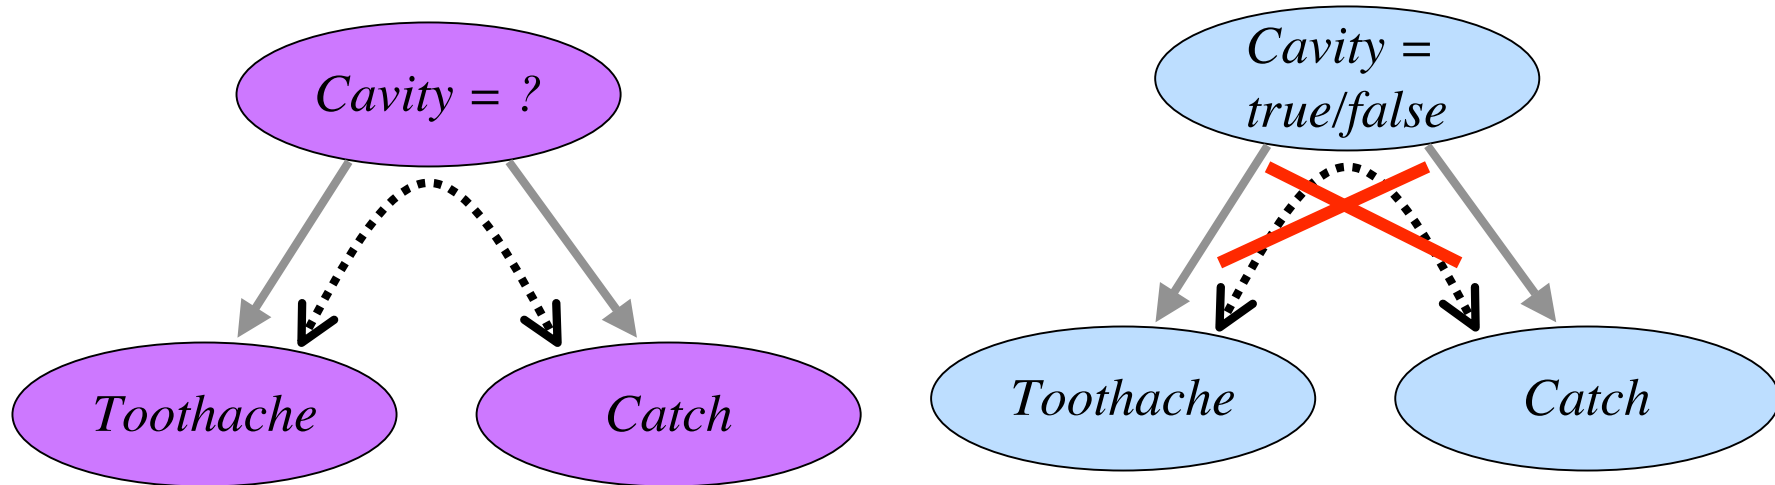 Cavity = ?
Toothache
Catch
Cavity =
true/false
Toothache
Catch